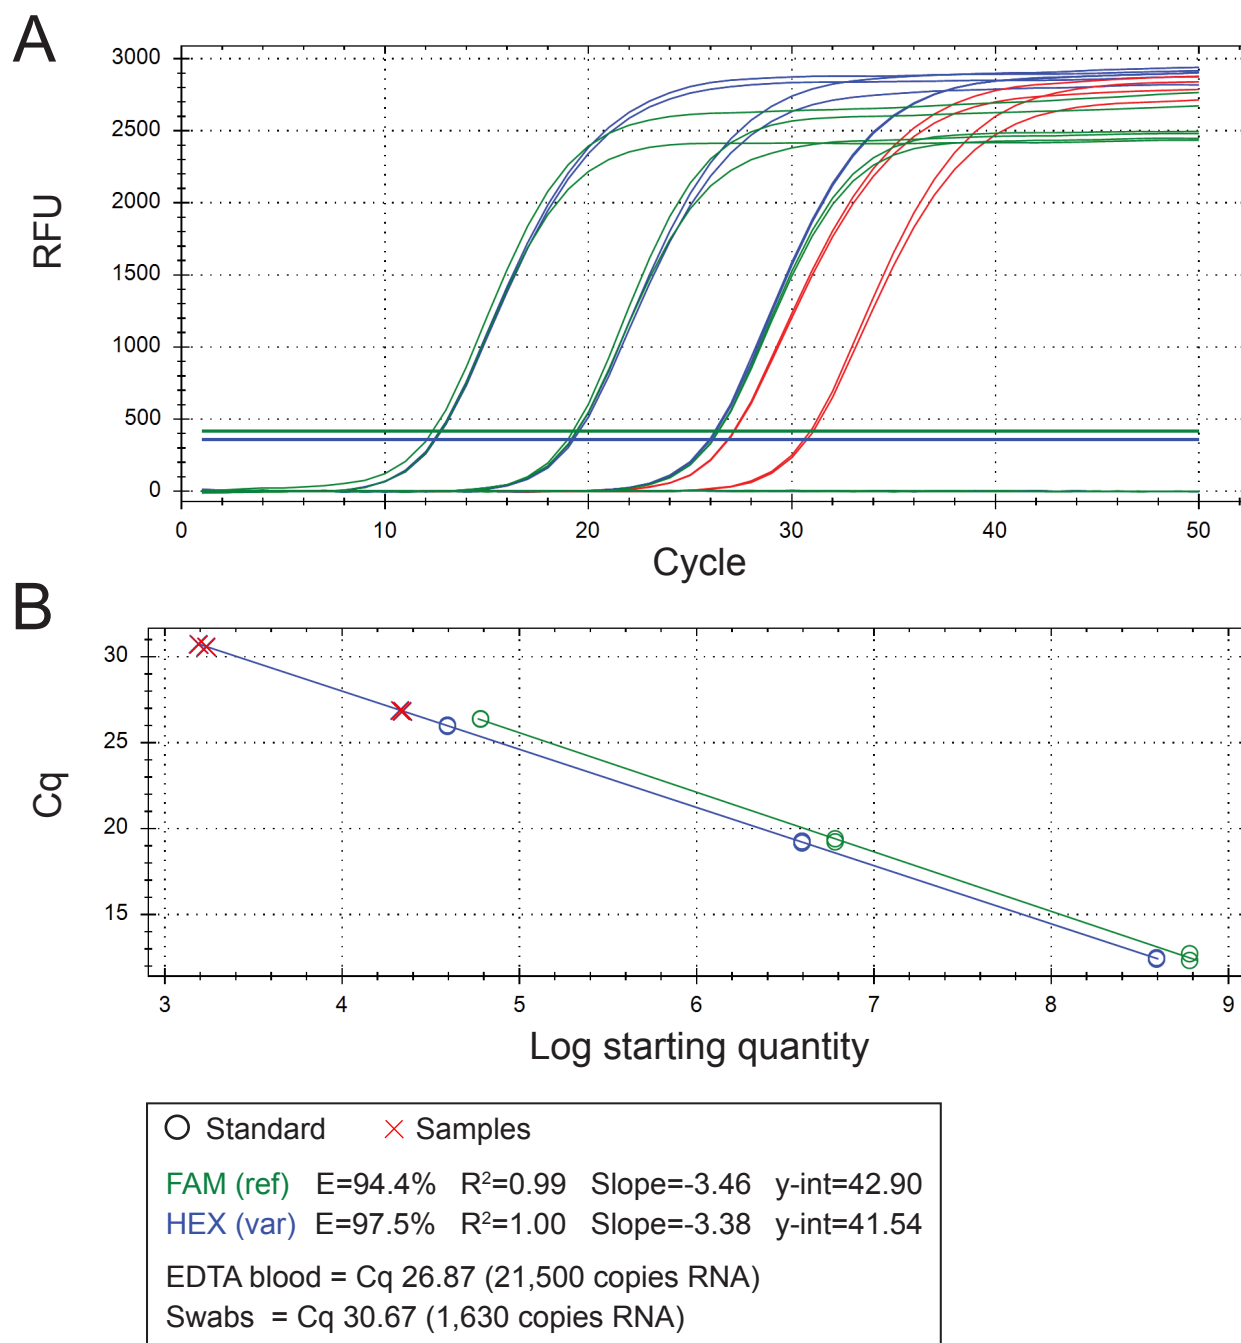 A
3000
2500
2000
1500
1000
500
0
RFU
0 10 20 30 40 50
Cycle
B
30
25
20
15
Cq
3 4 5 6 7 8 9
Log starting quantity
Standard Samples
FAM (ref) E=94.4% R²=0.99 Slope=-3.46 y-int=42.90
HEX (var) E=97.5% R²=1.00 Slope=-3.38 y-int=41.54
EDTA blood = Cq 26.87 (21,500 copies RNA)
Swabs = Cq 30.67 (1,630 copies RNA)